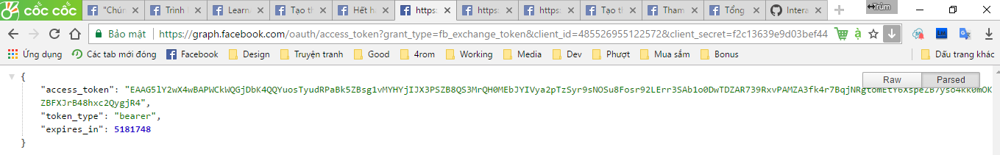 cốc cốc
"Chún
Trình
Learn
Tạo th
Hết h
https:
https:
https:
Tạo th
Tham
Tổng
Intera
Trùm
Bảo mật
https://graph.facebook.com/oauth/access_token?grant_type=fb_exchange_token&client_id=485526955122572&client_secret=f2c13639e9d03bef44
Ứng dụng
Các tab mới đóng
Facebook
Design
Truyện tranh
Good
4rom
Working
Media
Dev
Phượt
Mua sắm
Bonus
Dấu trang khác
Raw
Parsed
{
"access_token":
"token_type": "bearer",
"expires_in": 5181748
}